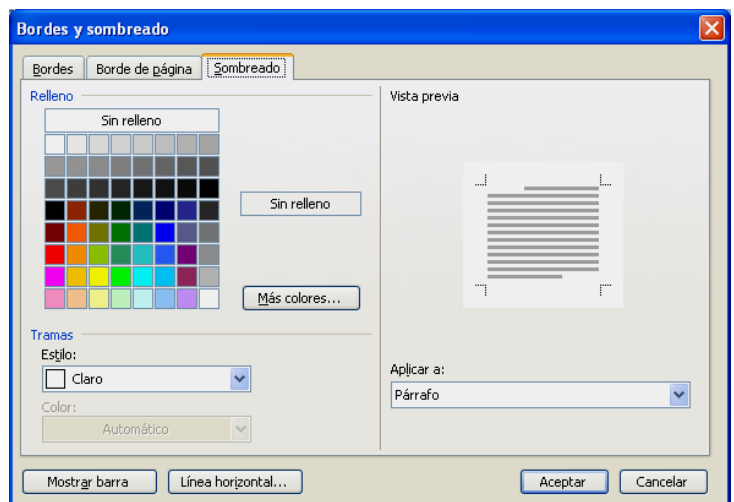 Bordes y sombreado
Bordes
Borde de página
Sombreado
Relleno
Sin relleno
Sin relleno
Más colores...
Tramas
Estilo:
Claro
Color:
Automático
Vista previa
Aplicar a:
Párrafo
Mostrar barra
Línea horizontal...
Aceptar
Cancelar